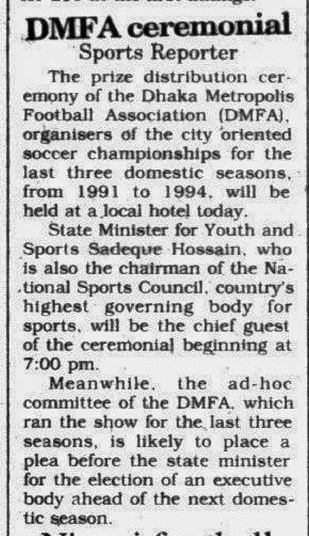 DMFA ceremonial
Sports Reporter
The prize distribution cer-
emony of the Dhaka Metropolis
Football Association (DMFA),
organisers of the city oriented
soccer championships for the
last three domestic seasons,
from 1991 to 1994, will be
held at a local hotel today.
State Minister for Youth and
Sports Sadeque Hossain, who
is also the chairman of the Na-
tional Sports Council, country's
highest governing body for
sports, will be the chief guest
of the ceremonial beginning at
7:00 pm.
Meanwhile, the ad-hoc
committee of the DMFA, which
ran the show for the last three
seasons, is likely to place a
plea before the state minister
for the election of an executive
body ahead of the next domes-
tic season.